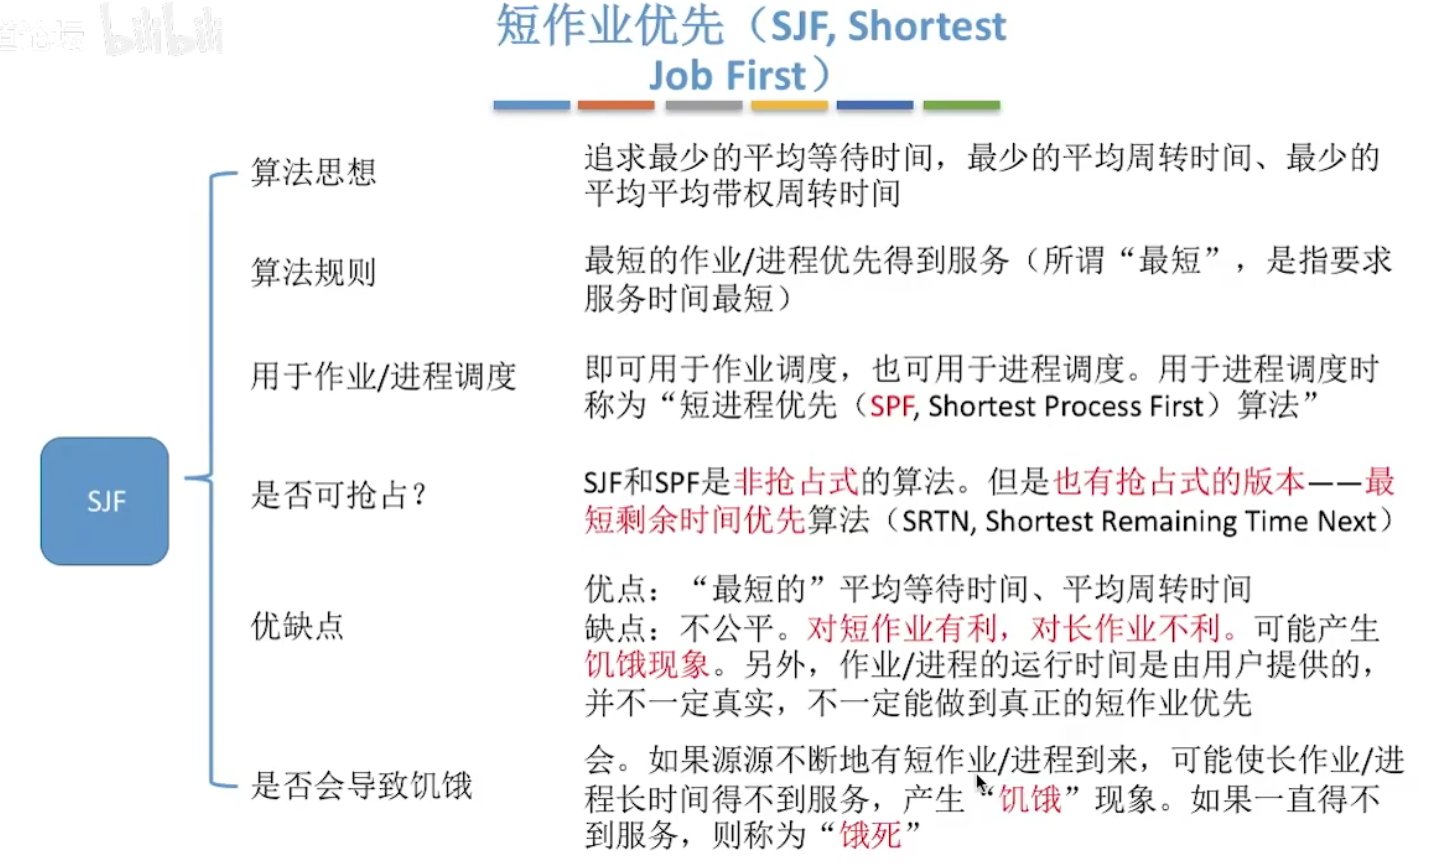 道论坛 bilibili
短作业优先（SJF, Shortest
Job First）
算法思想
追求最少的平均等待时间，最少的平均周转时间、最少的
平均平均带权周转时间
算法规则
最短的作业/进程优先得到服务（所谓“最短”，是指要求
服务时间最短）
用于作业/进程调度
即可用于作业调度，也可用于进程调度。用于进程调度时
称为“短进程优先（SPF, Shortest Process First）算法”
SJF
是否可抢占？
SJF和SPF是非抢占式的算法。但是也有抢占式的版本——最
短剩余时间优先算法（SRTN, Shortest Remaining Time Next）
优缺点
优点：“最短的”平均等待时间、平均周转时间
缺点：不公平。对短作业有利，对长作业不利。可能产生
饥饿现象。另外，作业/进程的运行时间是由用户提供的，
并不一定真实，不一定能做到真正的短作业优先
是否会导致饥饿
会。如果源源不断地有短作业/进程到来，可能使长作业/进
程长时间得不到服务，产生“饥饿”现象。如果一直得不
到服务，则称为“饿死”